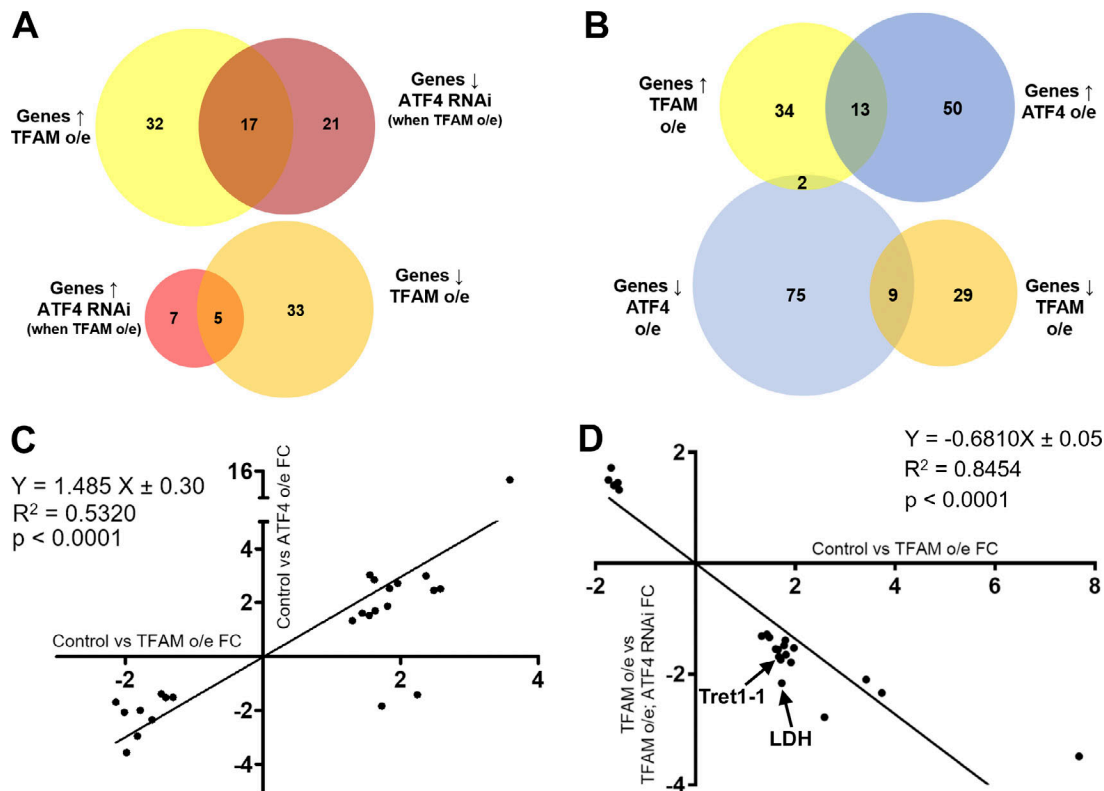 A
Genes ↑
TFAM o/e
32
17
21
Genes ↓
ATF4 RNAi
(when TFAM o/e)
Genes ↑
ATF4 RNAi
(when TFAM o/e)
7
5
33
Genes ↓
TFAM o/e
B
Genes ↑
TFAM
o/e
34
13
50
Genes ↑
ATF4 o/e
2
Genes ↓
ATF4
o/e
75
9
29
Genes ↓
TFAM
o/e
C
Y = 1.485 X ± 0.30
R² = 0.5320
p < 0.0001
Control vs ATF4 o/e FC
16
4
2
Control vs TFAM o/e FC
-2
2
4
-2
-4
D
Y = -0.6810X ± 0.05
R² = 0.8454
p < 0.0001
2
Control vs TFAM o/e FC
-2
2
4
6
8
TFAM o/e vs
TFAM o/e; ATF4 RNAi FC
Tret1-1
LDH
-2
-4